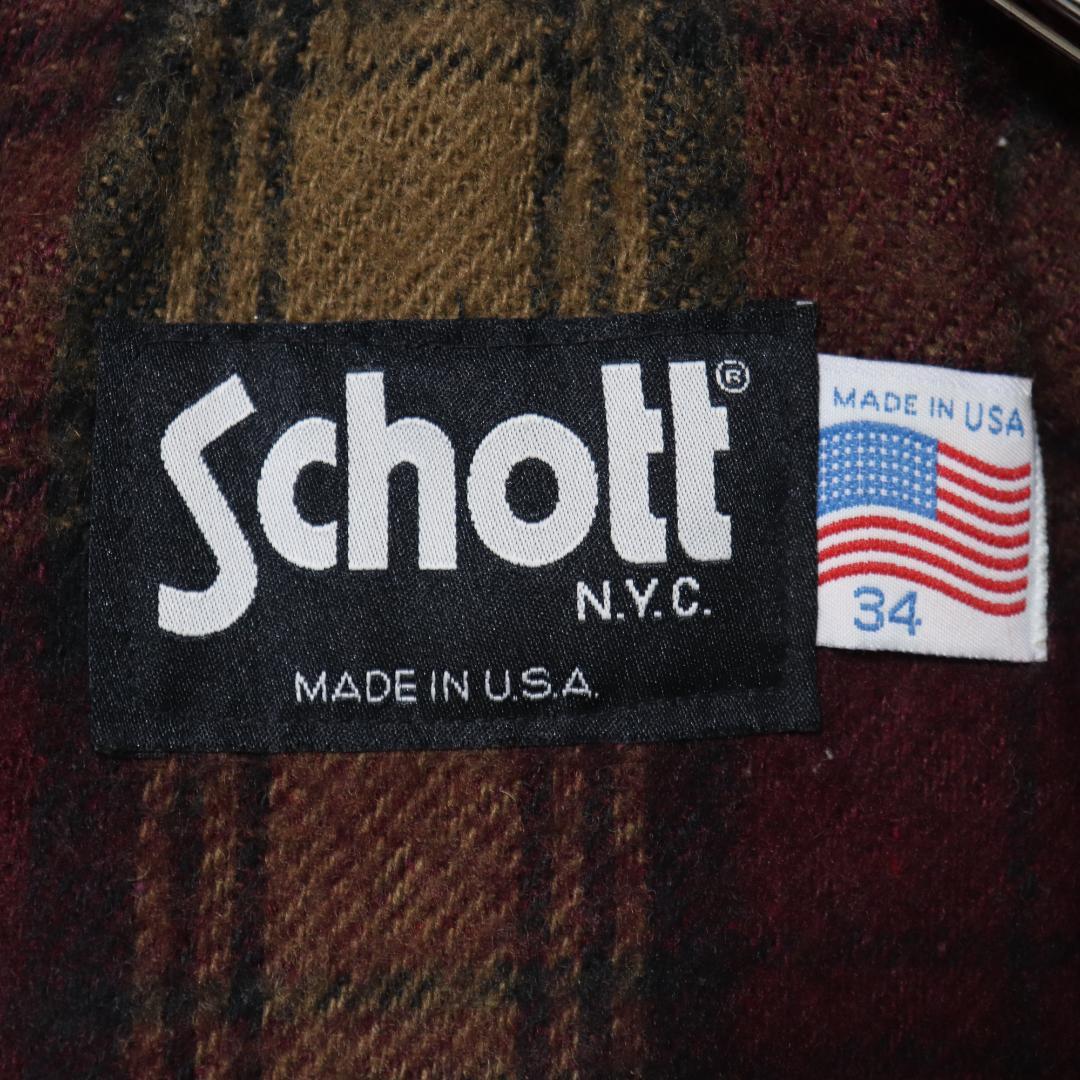 Schott®
N.Y.C.
MADE IN U.S.A.
MADE IN USA
34